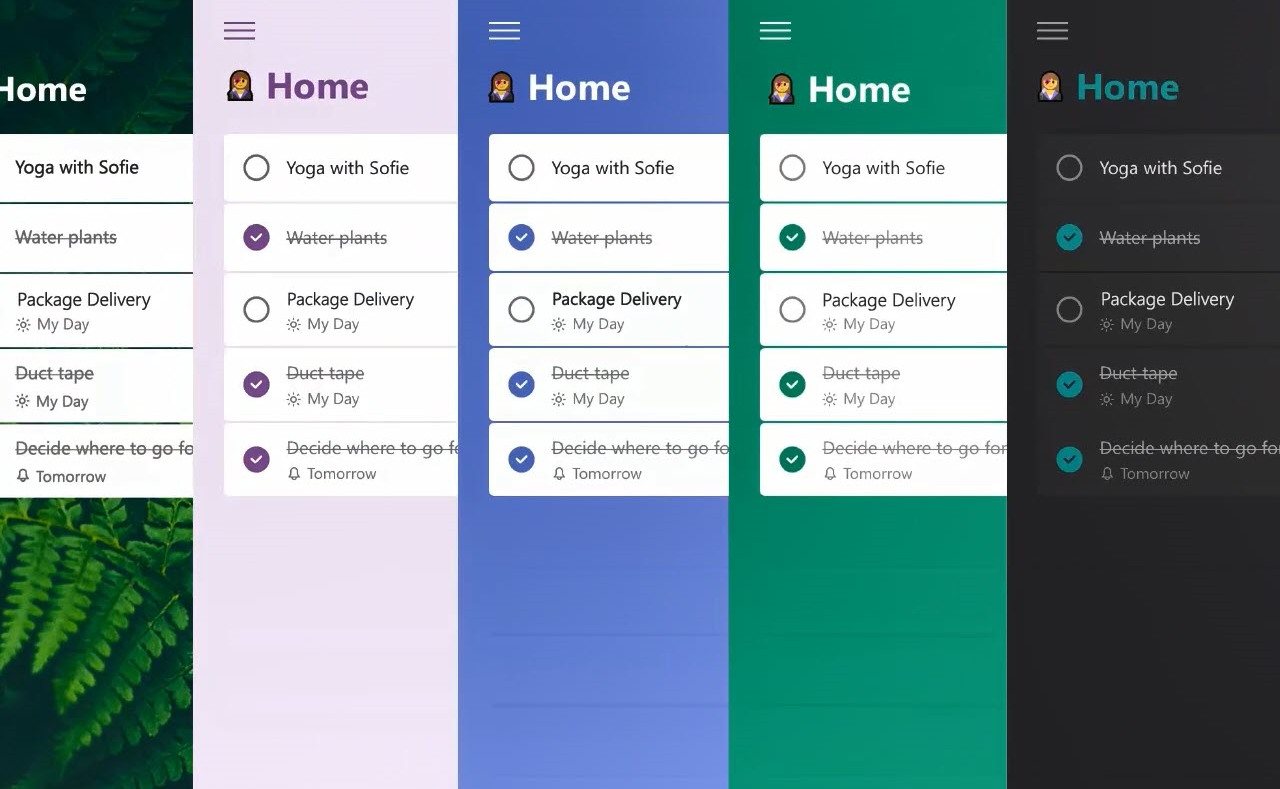 Home
Yoga with Sofie
Water plants
Package Delivery
My Day
Duct tape
My Day
Decide where to go fo
Tomorrow
Home
Yoga with Sofie
Water plants
Package Delivery
My Day
Duct tape
My Day
Decide where to go fo
Tomorrow
Home
Yoga with Sofie
Water plants
Package Delivery
My Day
Duct tape
My Day
Decide where to go fo
Tomorrow
Home
Yoga with Sofie
Water plants
Package Delivery
My Day
Duct tape
My Day
Decide where to go for
Tomorrow
Home
Yoga with Sofie
Water plants
Package Delivery
My Day
Duct tape
My Day
Decide where to go for
Tomorrow